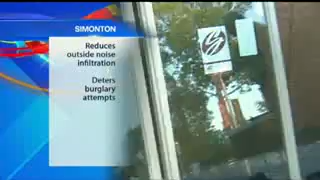 SIMONTON
Reduces
outside noise
infiltration
Deters
burglary
attempts